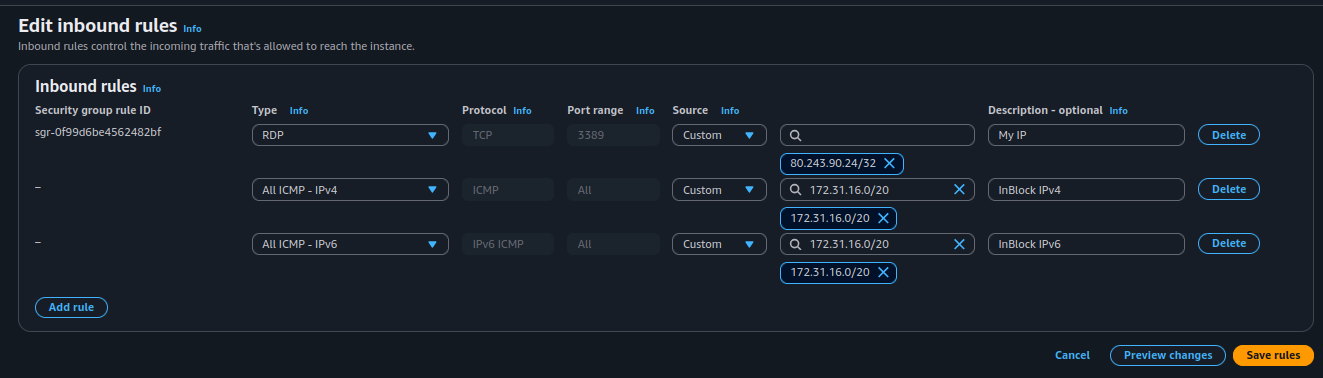 Edit inbound rules Info
Inbound rules control the incoming traffic that's allowed to reach the instance.
Inbound rules Info
Security group rule ID Type Info Protocol Info Port range Info Source Info Description - optional Info
sgr-0f99d6be4562482bf RDP TCP 3389 Custom My IP Delete
80.243.90.24/32
– All ICMP - IPv4 ICMP All Custom 172.31.16.0/20 InBlock IPv4 Delete
172.31.16.0/20
– All ICMP - IPv6 IPv6 ICMP All Custom 172.31.16.0/20 InBlock IPv6 Delete
172.31.16.0/20
Add rule
Cancel Preview changes Save rules